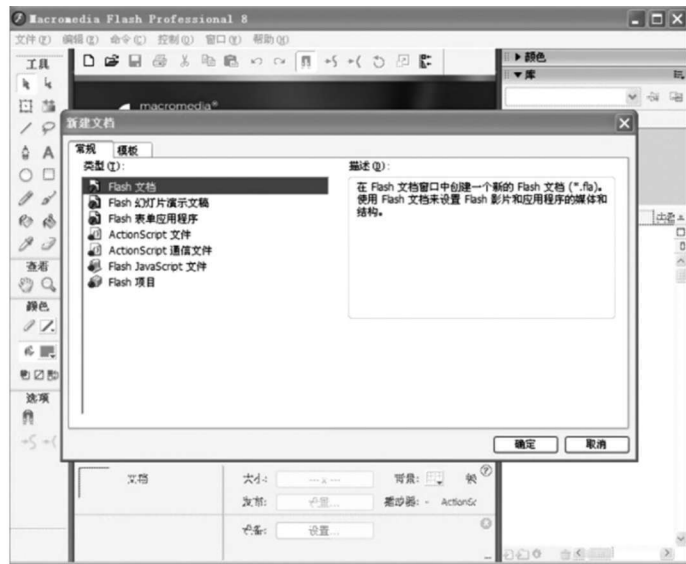 Macromedia Flash Professional 8
文件(F) 编辑(E) 命令(C) 控制(O) 窗口(W) 帮助(H)
工具
颜色
库
macromedia®
新建文档
常规 模板
类型(T):
描述(D):
Flash 文档
Flash 幻灯片演示文稿
Flash 表单应用程序
ActionScript 文件
ActionScript 通信文件
Flash JavaScript 文件
Flash 项目
在 Flash 文档窗口中创建一个新的 Flash 文档 (*.fla)。
使用 Flash 文档来设置 Flash 影片和应用程序的媒体和
结构。
查看
颜色
选项
确定 取消
文档 大小: 背景:
发布: 播放器: - ActionSc
设备: 设置...